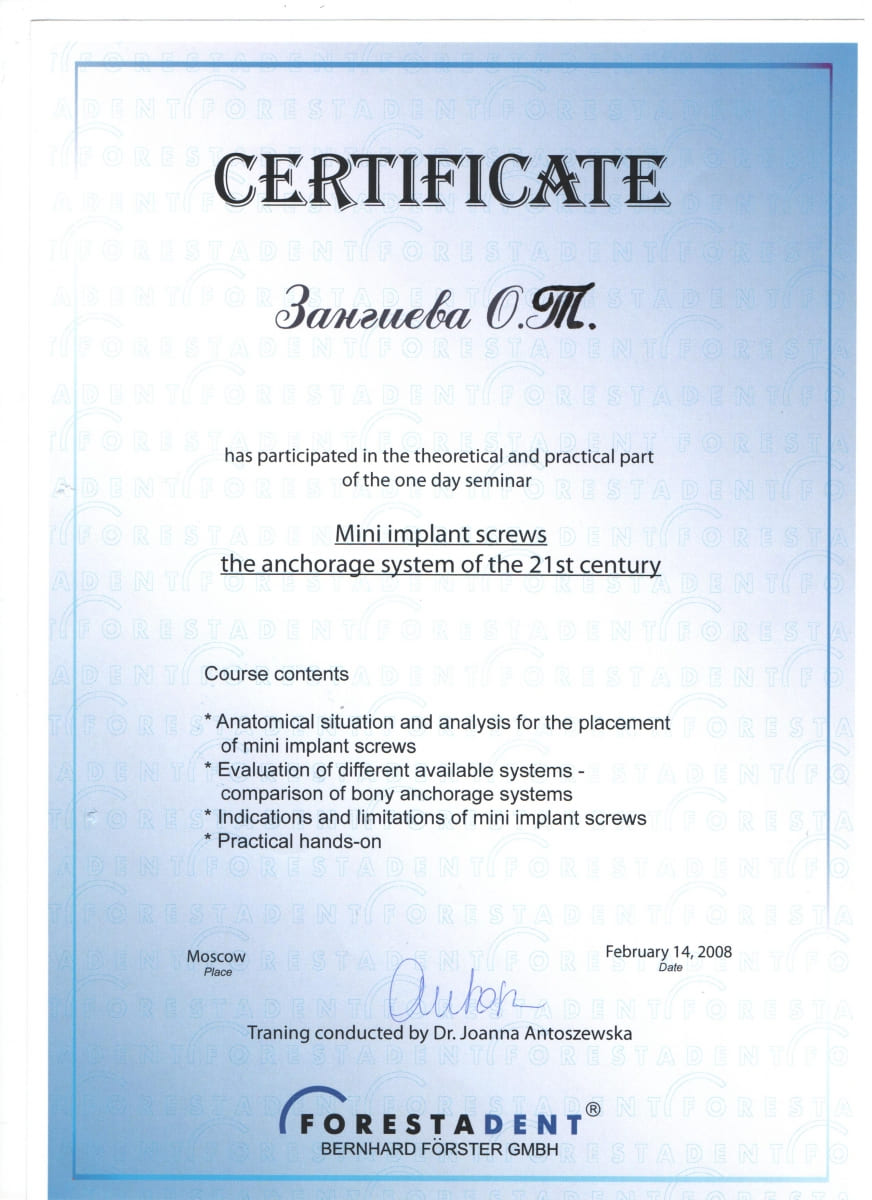 CERTIFICATE
Зангиева О.Т.
has participated in the theoretical and practical part
of the one day seminar
Mini implant screws
the anchorage system of the 21st century
Course contents
* Anatomical situation and analysis for the placement
of mini implant screws
* Evaluation of different available systems -
comparison of bony anchorage systems
* Indications and limitations of mini implant screws
* Practical hands-on
Moscow
Place
February 14, 2008
Date
Traning conducted by Dr. Joanna Antoszewska
FORESTADENT®
BERNHARD FÖRSTER GMBH